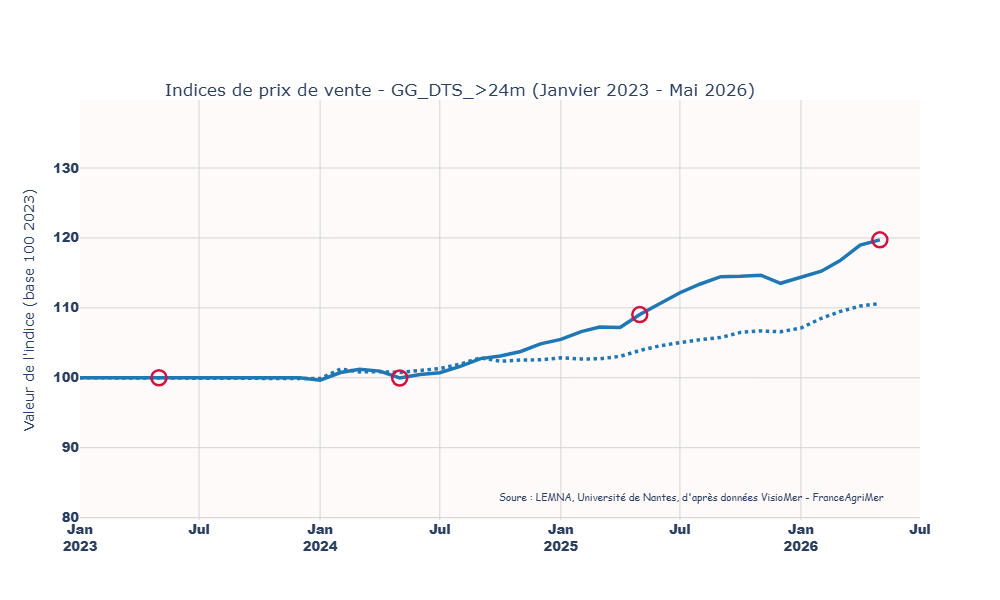 Indices de prix de vente - GG_DTS_>24m (Janvier 2023 - Mai 2026)
Valeur de l'indice (base 100 2023)
130
120
110
100
90
80
Soure : LEMNA, Université de Nantes, d'après données VisioMer - FranceAgriMer
Jan Jul Jan Jul Jan Jul Jan Jul
2023 2024 2025 2026